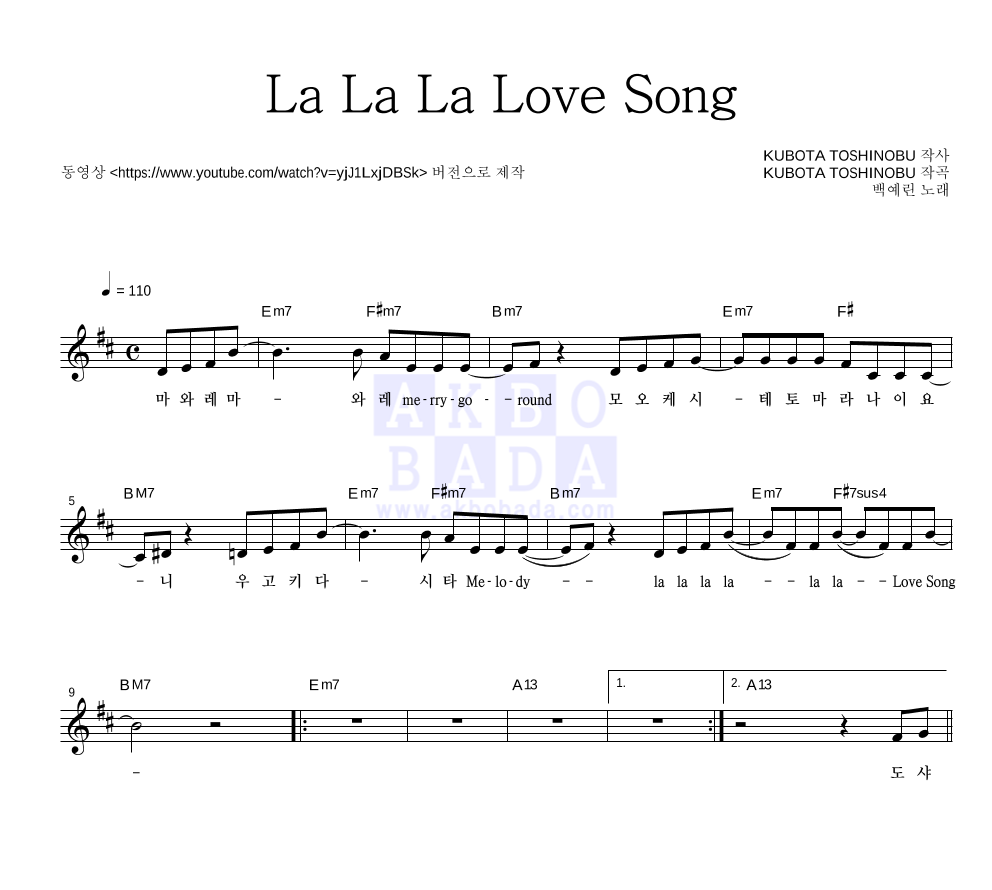 La La La Love Song
KUBOTA TOSHINOBU 작사
동영상 <https://www.youtube.com/watch?v=yjJ1LxjDBSk> 버전으로 제작
KUBOTA TOSHINOBU 작곡
백예린 노래
= 110
Em7 F#m7 Bm7 Em7 F#
마 와 레 마 - 와 레 me-rry-go - -round 모 오 케 시 - 테 토 마 라 나 이 요
AKBO
BADA
www.akbobada.com
5 BM7 Em7 F#m7 Bm7 Em7 F#7sus4
- 니 우 고 키 다 - 시 타 Me-lo-dy - - la la la la - - la la - - Love Song
9 BM7 Em7 A13 1. 2. A13
- 도 샤